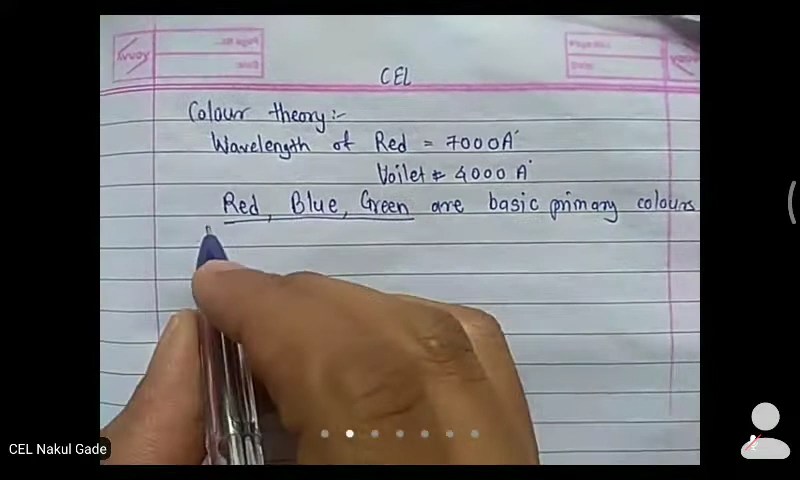 CEL
Colour theory:-
Wavelength of Red = 7000A°
Voilet = 4000 A°
Red, Blue, Green are basic primary colours
CEL Nakul Gade